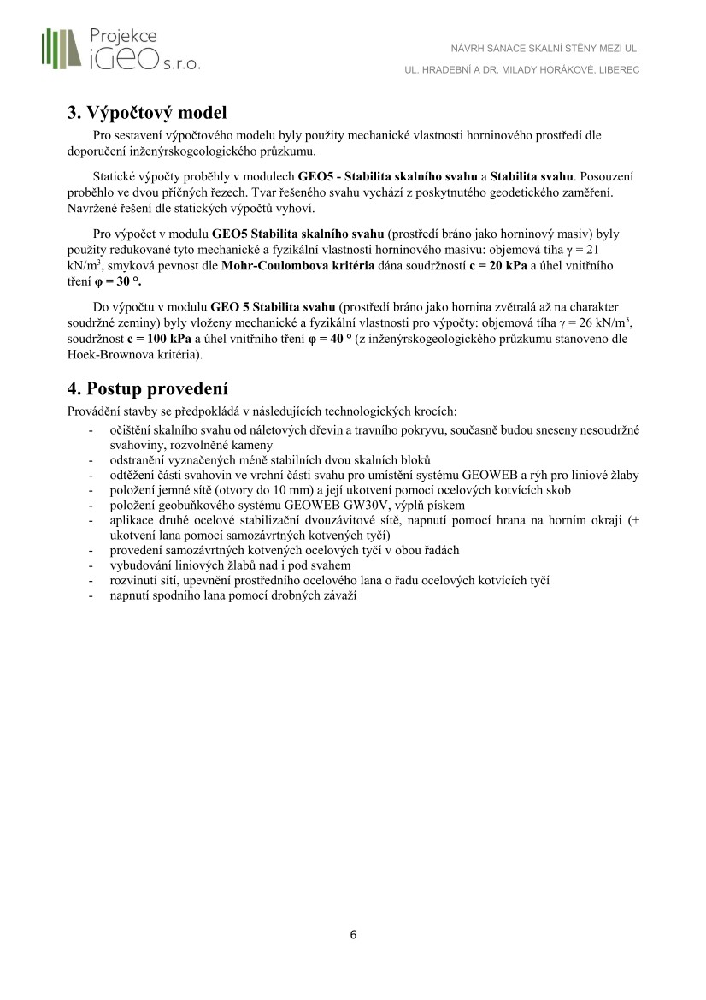 Projekce
iGEO s.r.o.
NÁVRH SANACE SKALNÍ STĚNY MEZI UL.
UL. HRADEBNÍ A DR. MILADY HORÁKOVÉ, LIBEREC
3. Výpočtový model
Pro sestavení výpočtového modelu byly použity mechanické vlastnosti horninového prostředí dle
doporučení inženýrskogeologického průzkumu.
Statické výpočty proběhly v modulech GEO5 - Stabilita skalního svahu a Stabilita svahu. Posouzení
proběhlo ve dvou příčných řezech. Tvar řešeného svahu vychází z poskytnutého geodetického zaměření.
Navržené řešení dle statických výpočtů vyhoví.
Pro výpočet v modulu GEO5 Stabilita skalního svahu (prostředí bráno jako horninový masiv) byly
použity redukované tyto mechanické a fyzikální vlastnosti horninového masivu: objemová tíha γ = 21
kN/m³, smyková pevnost dle Mohr-Coulombova kritéria dána soudržností c = 20 kPa a úhel vnitřního
tření φ = 30 °.
Do výpočtu v modulu GEO 5 Stabilita svahu (prostředí bráno jako hornina zvětralá až na charakter
soudržné zeminy) byly vloženy mechanické a fyzikální vlastnosti pro výpočty: objemová tíha γ = 26 kN/m³,
soudržnost c = 100 kPa a úhel vnitřního tření φ = 40 ° (z inženýrskogeologického průzkumu stanoveno dle
Hoek-Brownova kritéria).
4. Postup provedení
Provádění stavby se předpokládá v následujících technologických krocích:
- očištění skalního svahu od náletových dřevin a travního pokryvu, současně budou sneseny nesoudržné
svahoviny, rozvolněné kameny
- odstranění vyznačených méně stabilních dvou skalních bloků
- odtěžení části svahovin ve vrchní části svahu pro umístění systému GEOWEB a rýh pro liniové žlaby
- položení jemné sítě (otvory do 10 mm) a její ukotvení pomocí ocelových kotvících skob
- položení geobuňkového systému GEOWEB GW30V, výplň pískem
- aplikace druhé ocelové stabilizační dvouzávitové sítě, napnutí pomocí hrana na horním okraji (+
ukotvení lana pomocí samozávrtných kotvených tyčí)
- provedení samozávrtných kotvených ocelových tyčí v obou řadách
- vybudování liniových žlabů nad i pod svahem
- rozvinutí sítí, upevnění prostředního ocelového lana o řadu ocelových kotvících tyčí
- napnutí spodního lana pomocí drobných závaží
6